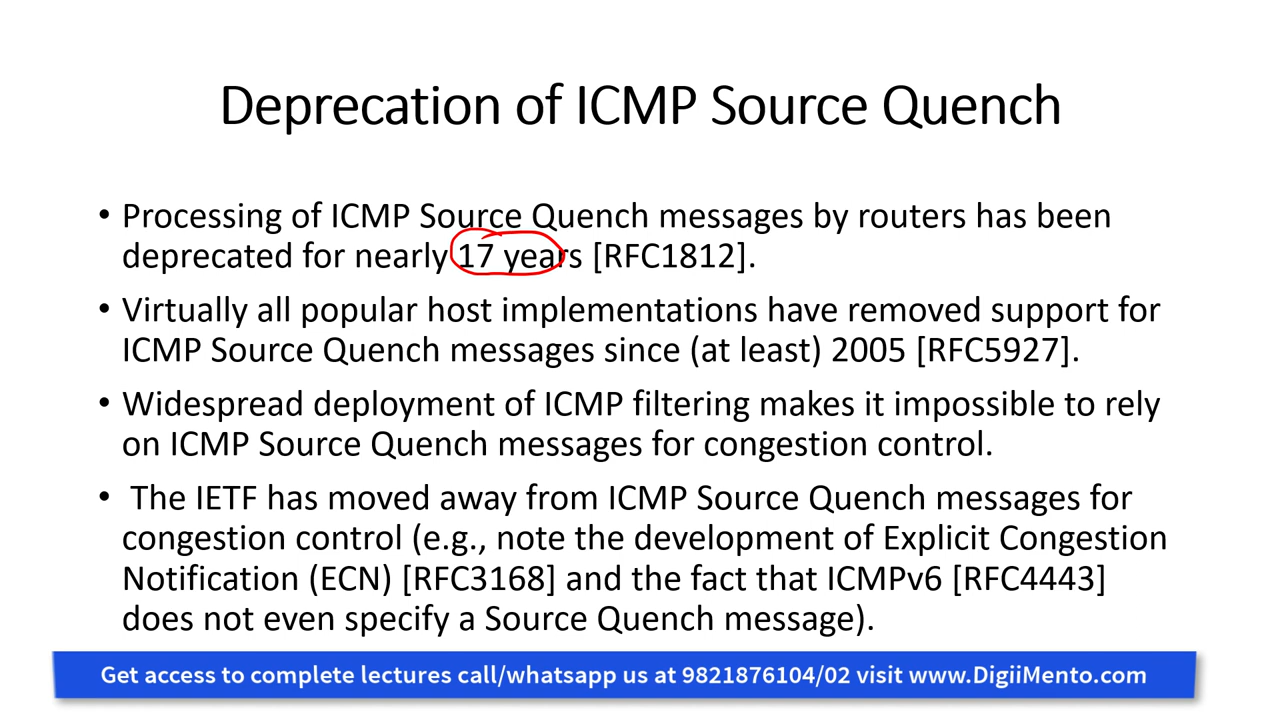 Deprecation of ICMP Source Quench
• Processing of ICMP Source Quench messages by routers has been
deprecated for nearly 17 years [RFC1812].
• Virtually all popular host implementations have removed support for
ICMP Source Quench messages since (at least) 2005 [RFC5927].
• Widespread deployment of ICMP filtering makes it impossible to rely
on ICMP Source Quench messages for congestion control.
• The IETF has moved away from ICMP Source Quench messages for
congestion control (e.g., note the development of Explicit Congestion
Notification (ECN) [RFC3168] and the fact that ICMPv6 [RFC4443]
does not even specify a Source Quench message).
Get access to complete lectures call/whatsapp us at 9821876104/02 visit www.DigiiMento.com